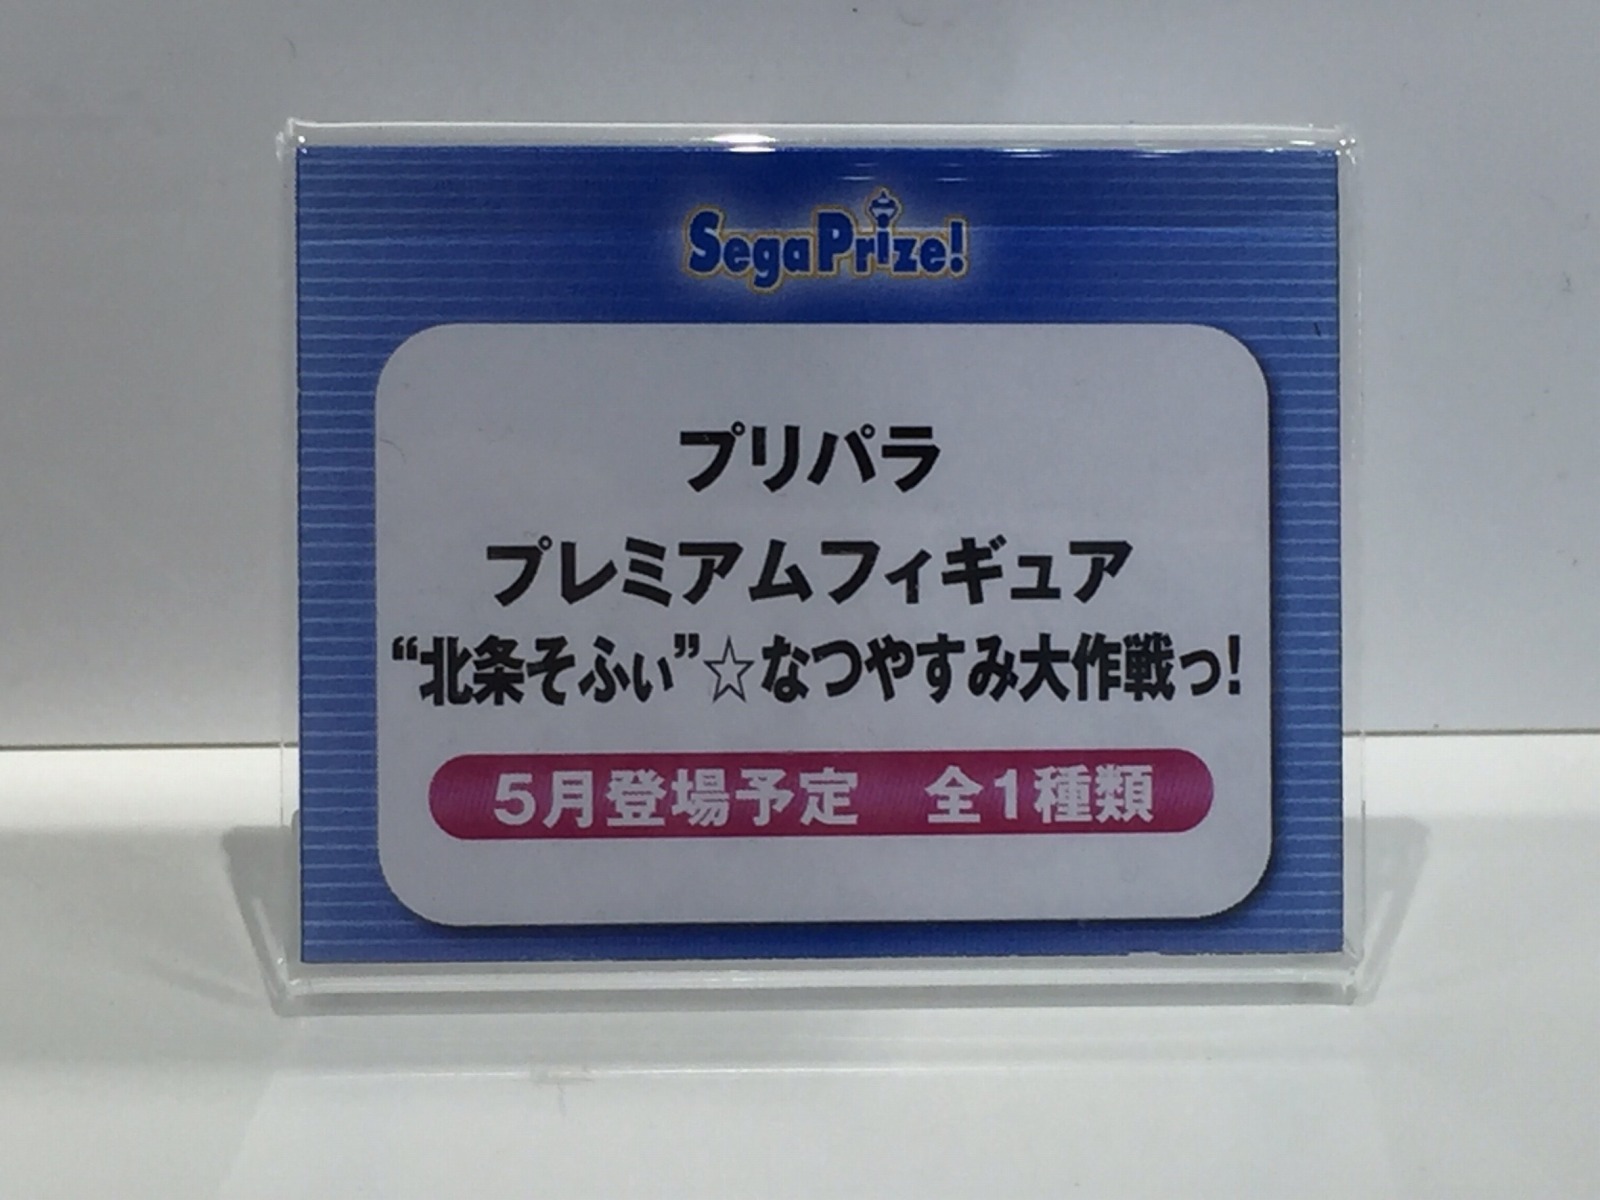 Sega Prize!
プリパラ
プレミアムフィギュア
“北条そふぃ”☆なつやすみ大作戦っ!
5月登場予定　全1種類